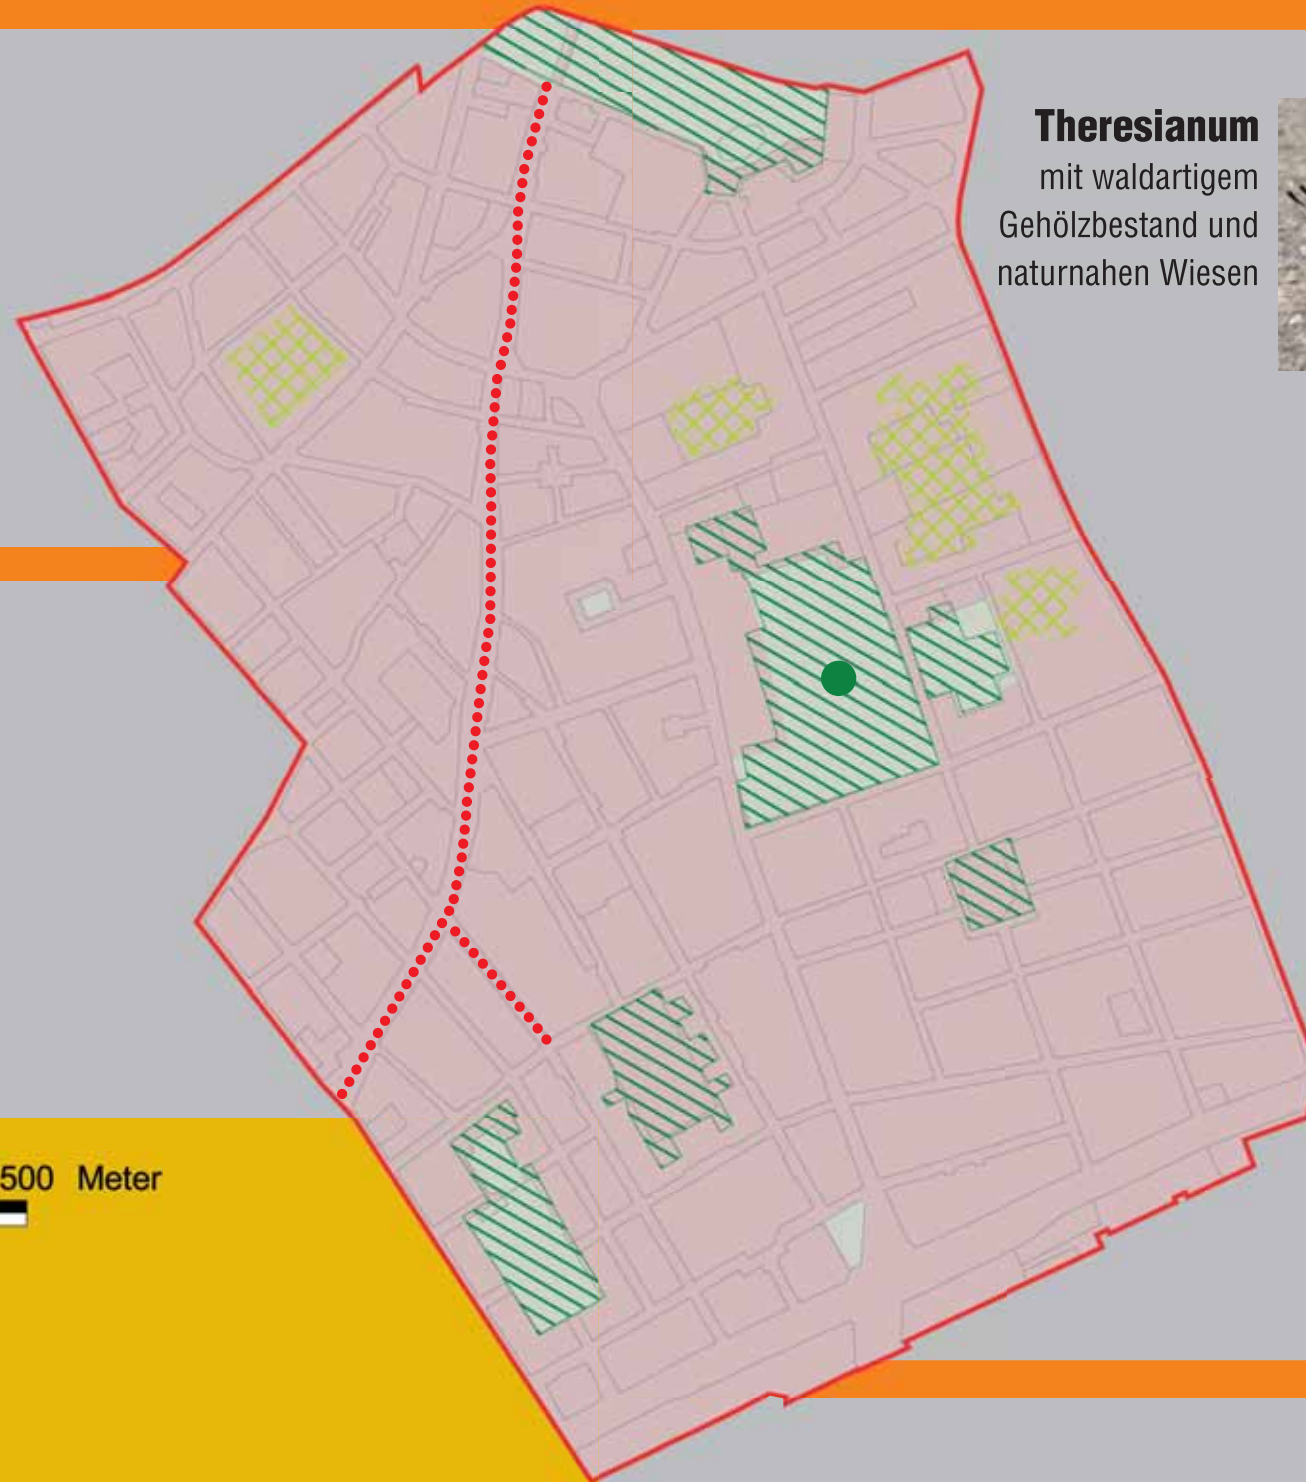 Theresianum
mit waldartigem
Gehölzbestand und
naturnahen Wiesen
500 Meter